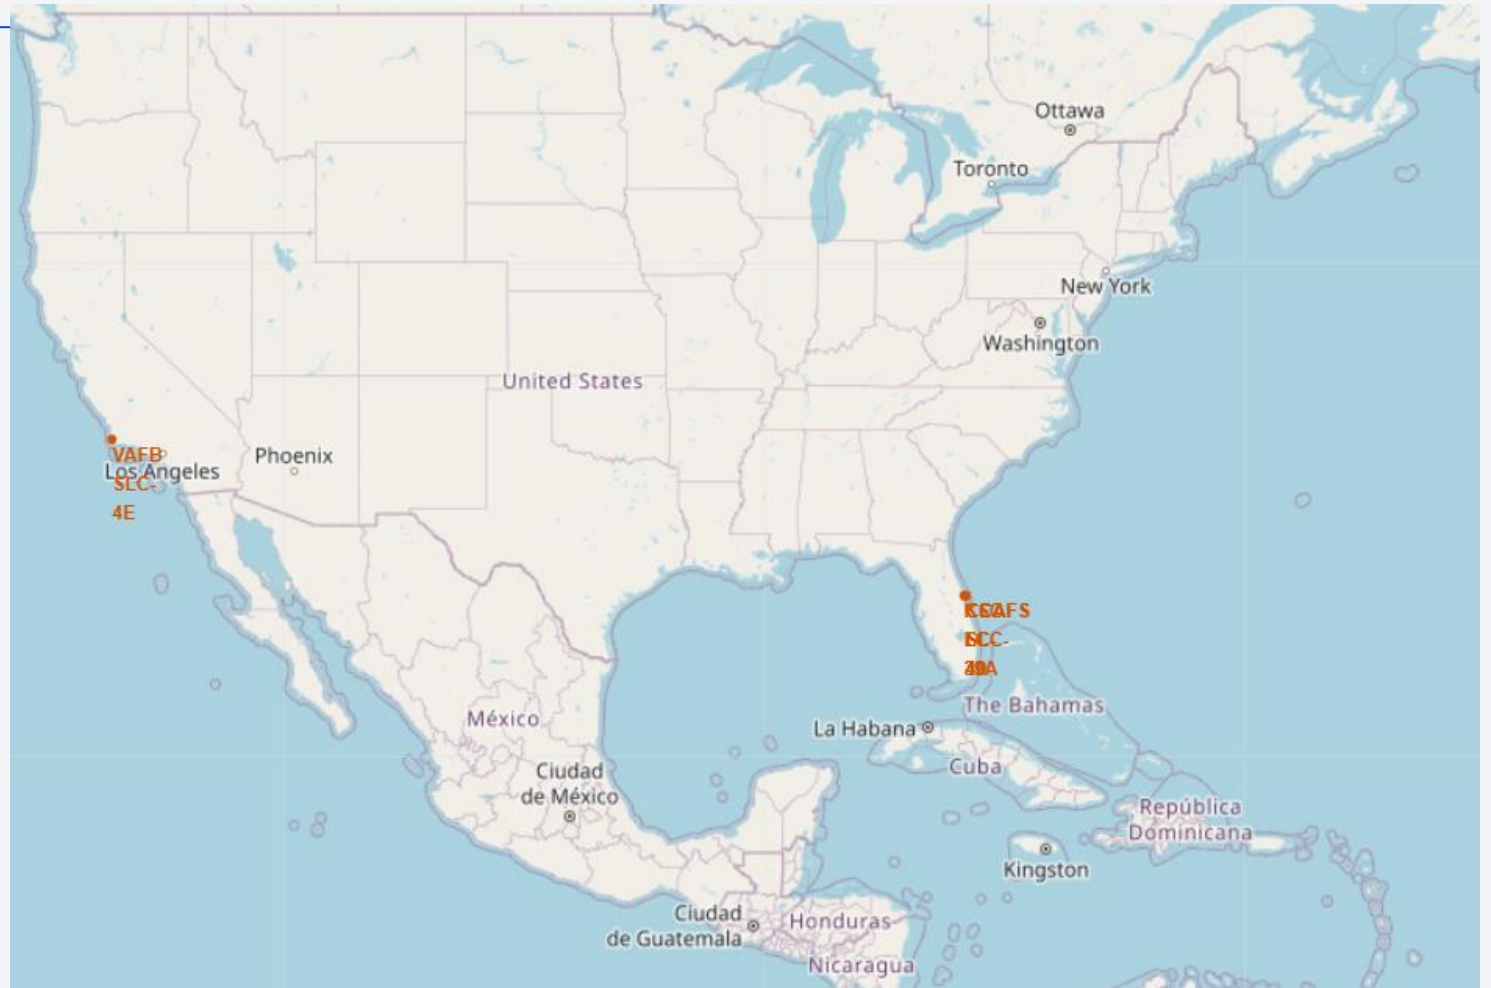 Ottawa
Toronto
New York
Washington
United States
VAFB
Los Angeles
SLC-
4E
Phoenix
The Bahamas
La Habana
México
Cuba
Ciudad
de México
República
Dominicana
Kingston
Ciudad
de Guatemala
Honduras
Nicaragua